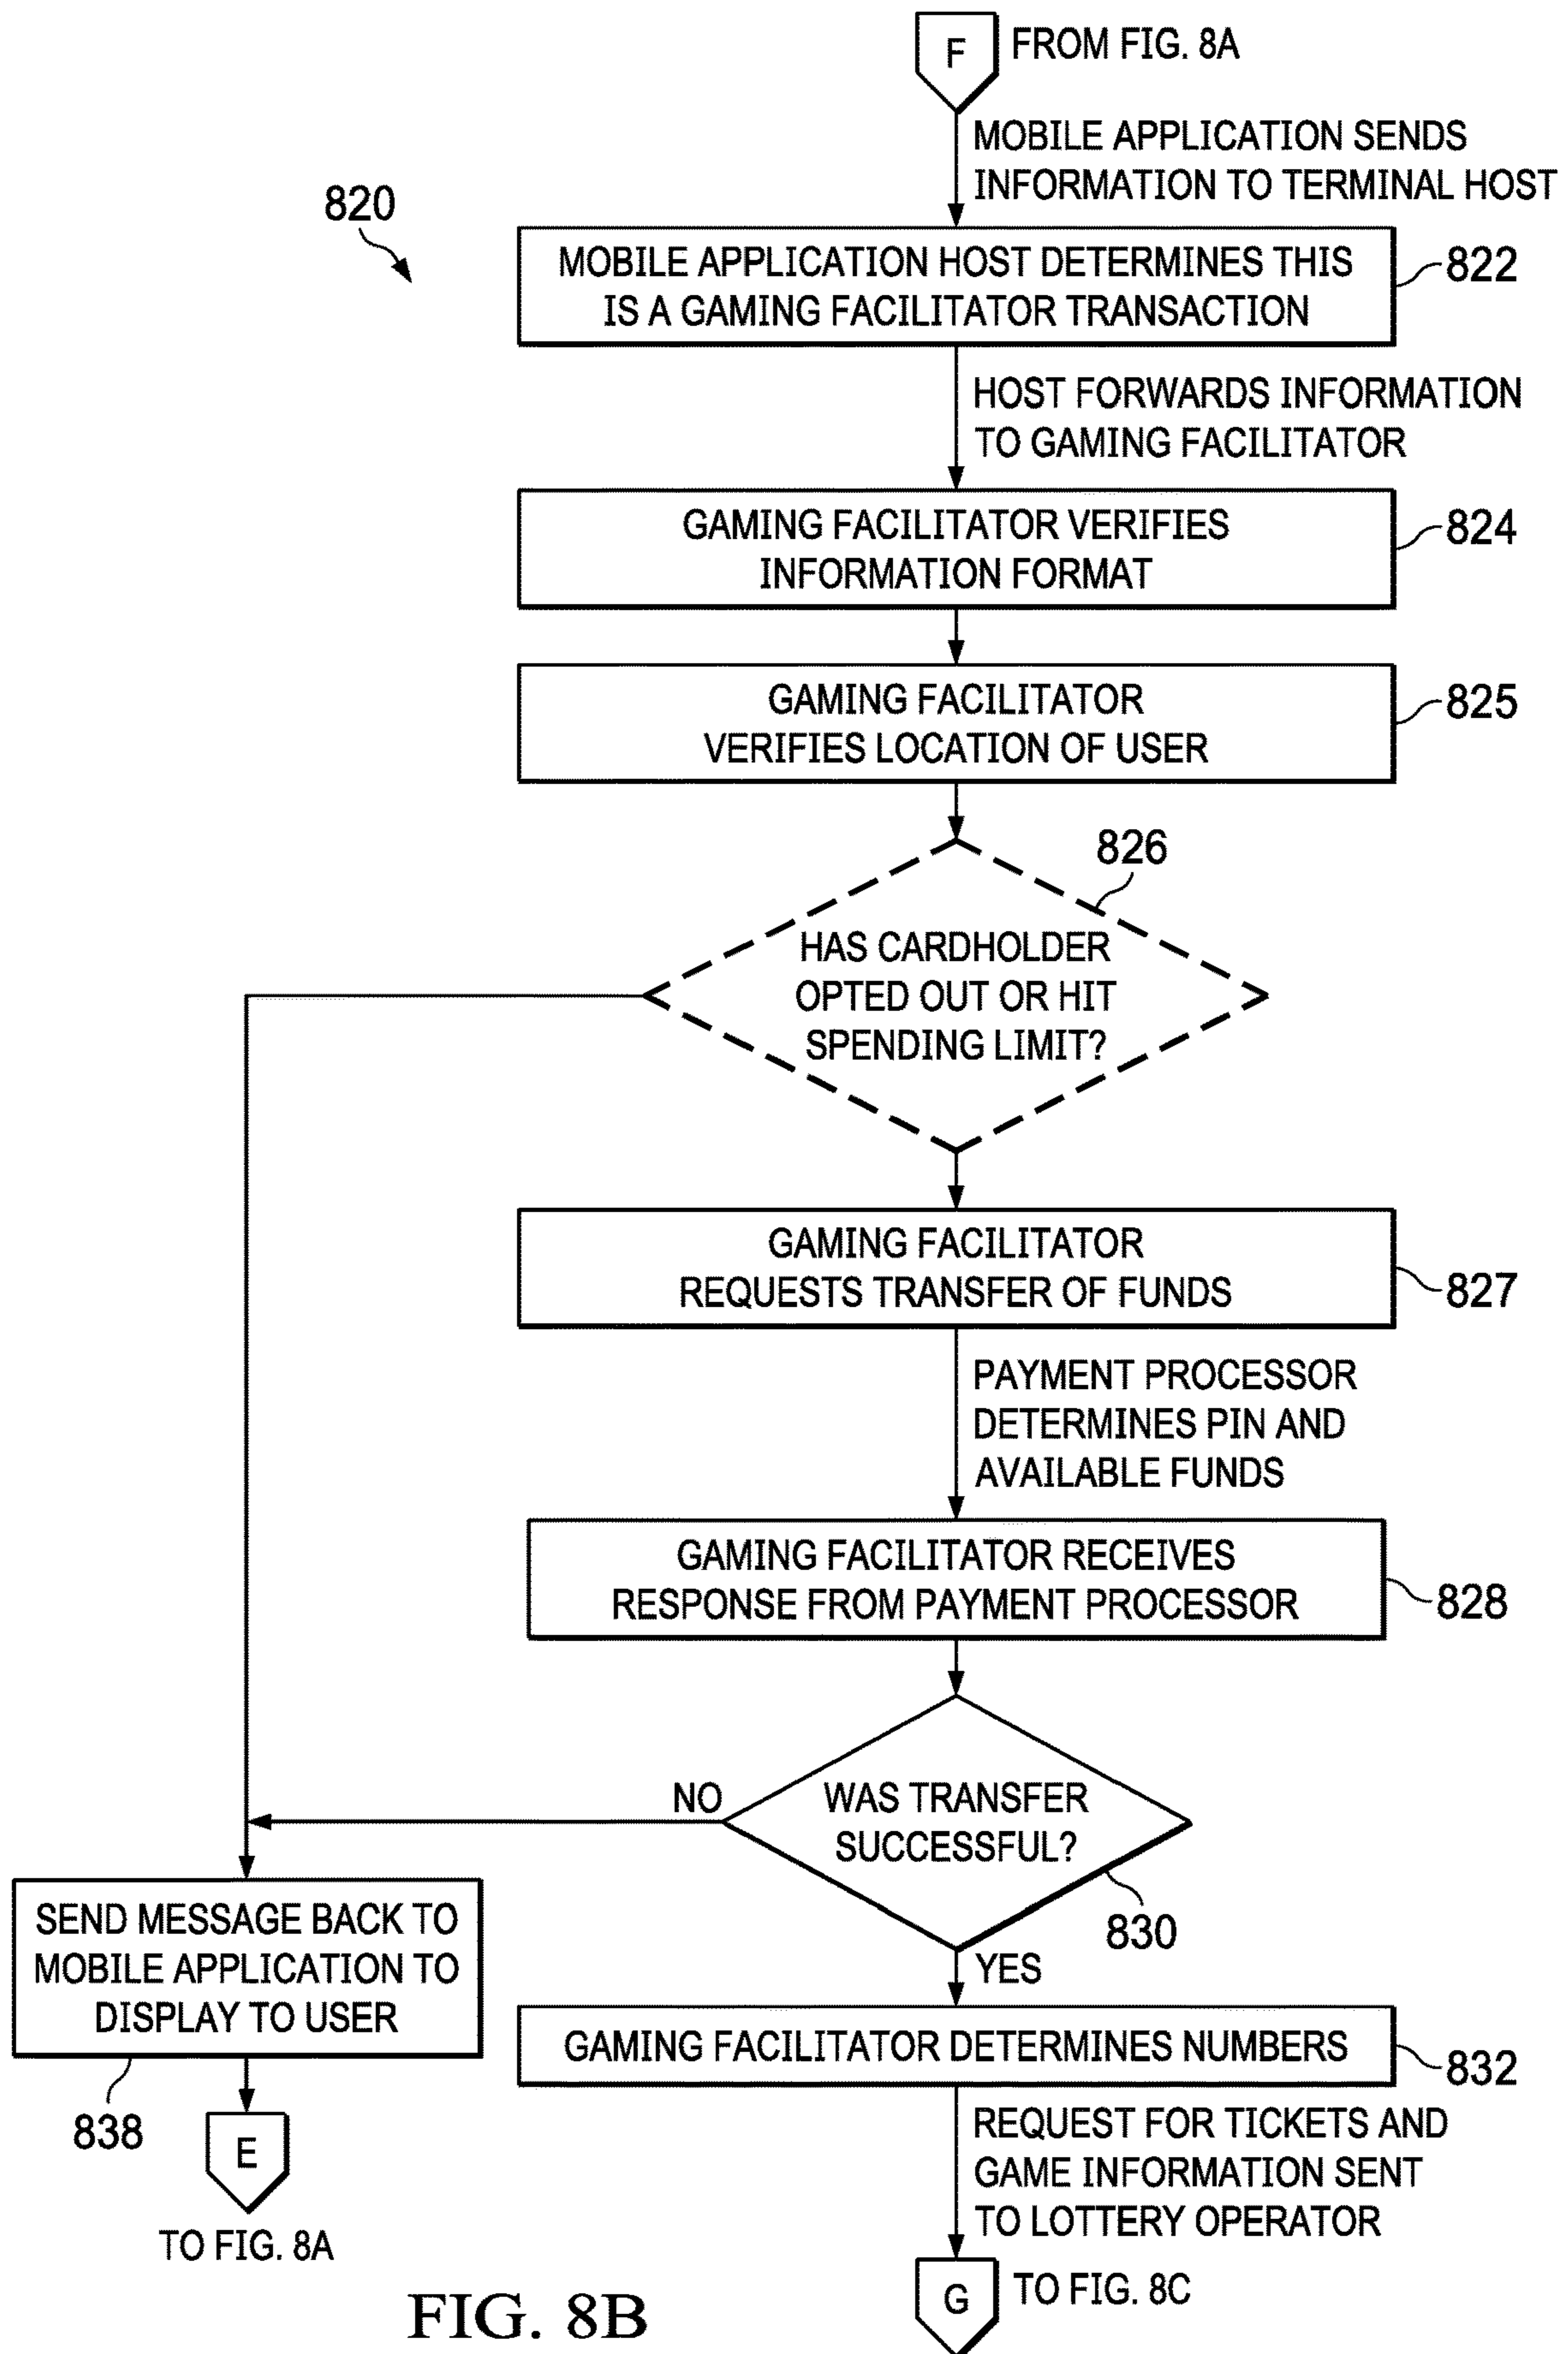 F
FROM FIG. 8A
MOBILE APPLICATION SENDS
INFORMATION TO TERMINAL HOST
820
MOBILE APPLICATION HOST DETERMINES THIS
IS A GAMING FACILITATOR TRANSACTION
822
HOST FORWARDS INFORMATION
TO GAMING FACILITATOR
GAMING FACILITATOR VERIFIES
INFORMATION FORMAT
824
GAMING FACILITATOR
VERIFIES LOCATION OF USER
825
826
HAS CARDHOLDER
OPTED OUT OR HIT
SPENDING LIMIT?
GAMING FACILITATOR
REQUESTS TRANSFER OF FUNDS
827
PAYMENT PROCESSOR
DETERMINES PIN AND
AVAILABLE FUNDS
GAMING FACILITATOR RECEIVES
RESPONSE FROM PAYMENT PROCESSOR
828
NO
WAS TRANSFER
SUCCESSFUL?
830
YES
SEND MESSAGE BACK TO
MOBILE APPLICATION TO
DISPLAY TO USER
838
E
TO FIG. 8A
GAMING FACILITATOR DETERMINES NUMBERS
832
REQUEST FOR TICKETS AND
GAME INFORMATION SENT
TO LOTTERY OPERATOR
G
TO FIG. 8C
FIG. 8B